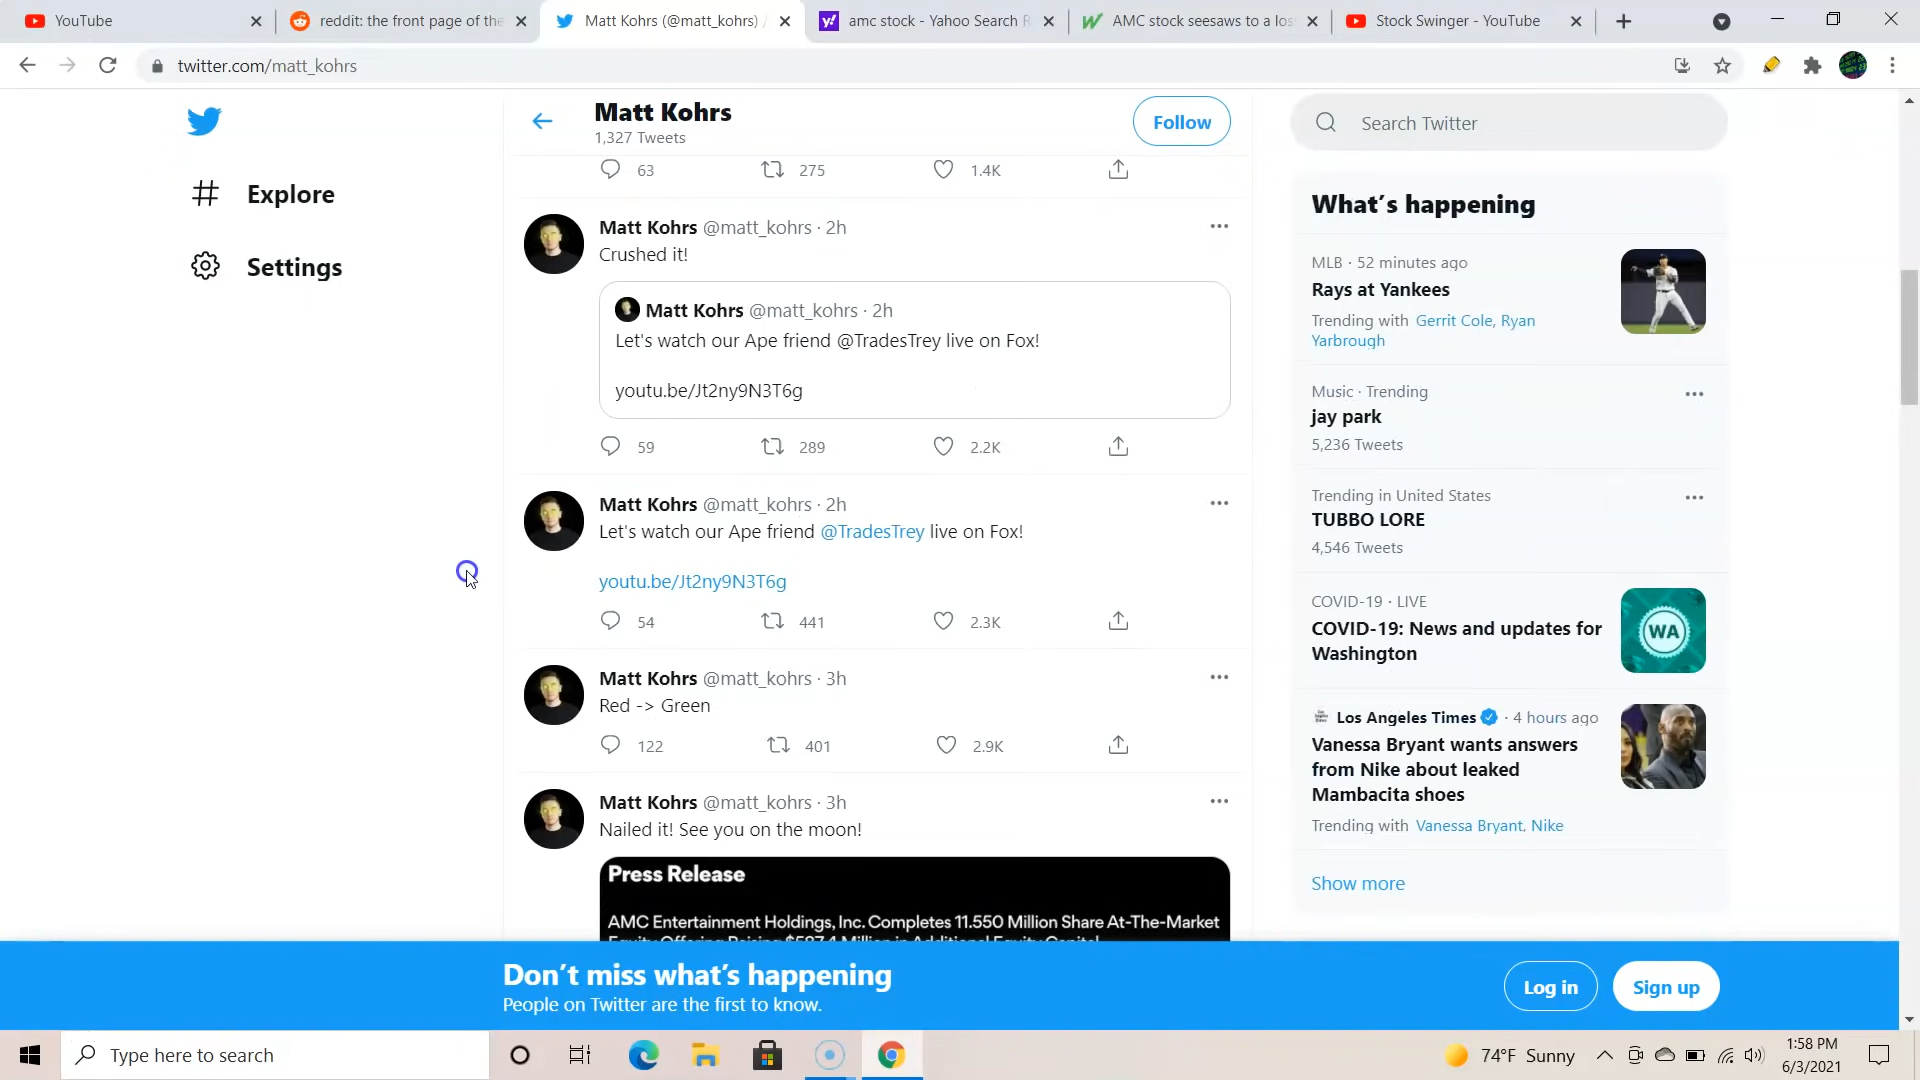 YouTube
reddit: the front page of the
Matt Kohrs (@matt_kohrs) /
amc stock - Yahoo Search R
AMC stock seesaws to a los
Stock Swinger - YouTube
twitter.com/matt_kohrs
Explore
Settings
Matt Kohrs
1,327 Tweets
Follow
63 275 1.4K
Matt Kohrs @matt_kohrs · 2h
Crushed it!
Matt Kohrs @matt_kohrs · 2h
Let's watch our Ape friend @TradesTrey live on Fox!
youtu.be/Jt2ny9N3T6g
59 289 2.2K
Matt Kohrs @matt_kohrs · 2h
Let's watch our Ape friend @TradesTrey live on Fox!
youtu.be/Jt2ny9N3T6g
54 441 2.3K
Matt Kohrs @matt_kohrs · 3h
Red -> Green
122 401 2.9K
Matt Kohrs @matt_kohrs · 3h
Nailed it! See you on the moon!
Press Release
AMC Entertainment Holdings, Inc. Completes 11.550 Million Share At-The-Market
Equity Offering Raising $587.4 Million in Additional Equity Capital
Search Twitter
What's happening
MLB · 52 minutes ago
Rays at Yankees
Trending with Gerrit Cole, Ryan
Yarbrough
Music · Trending
jay park
5,236 Tweets
Trending in United States
TUBBO LORE
4,546 Tweets
COVID-19 · LIVE
COVID-19: News and updates for
Washington
WA
Los Angeles Times · 4 hours ago
Vanessa Bryant wants answers
from Nike about leaked
Mambacita shoes
Trending with Vanessa Bryant, Nike
Show more
Don't miss what's happening
People on Twitter are the first to know.
Log in
Sign up
Type here to search
74°F Sunny
1:58 PM
6/3/2021